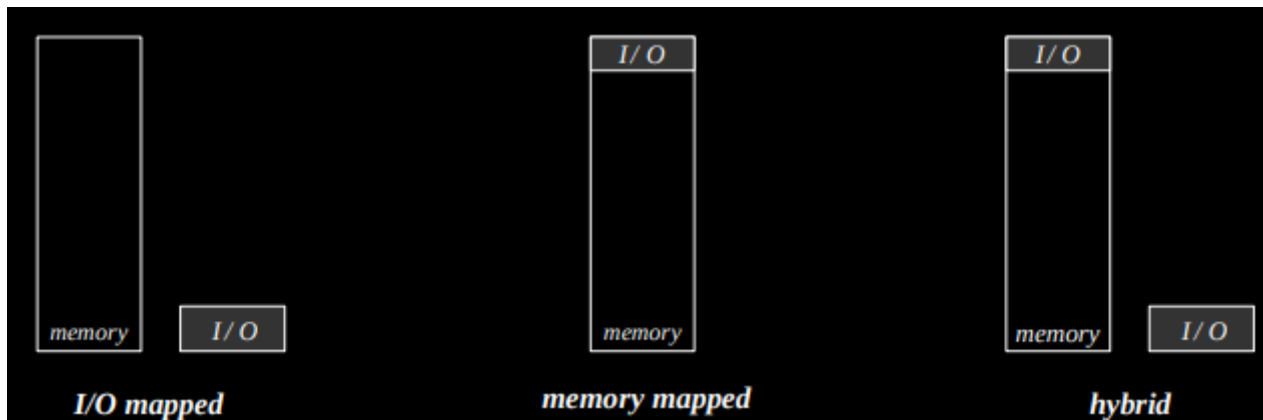 I/O
I/O
memory
I/O
memory
memory
I/O
I/O mapped
memory mapped
hybrid